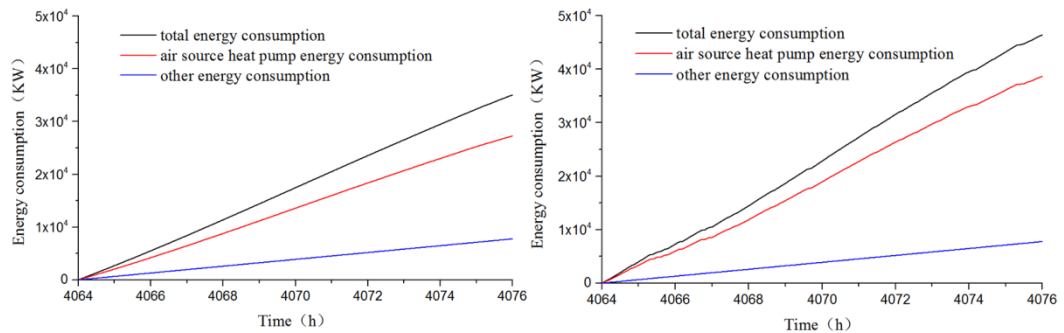 5x10⁴
4x10⁴
3x10⁴
2x10⁴
1x10⁴
0
Energy consumption（KW）
total energy consumption
air source heat pump energy consumption
other energy consumption
4064 4066 4068 4070 4072 4074 4076
Time（h）
5x10⁴
4x10⁴
3x10⁴
2x10⁴
1x10⁴
0
Energy consumption（KW）
total energy consumption
air source heat pump energy consumption
other energy consumption
4064 4066 4068 4070 4072 4074 4076
Time（h）